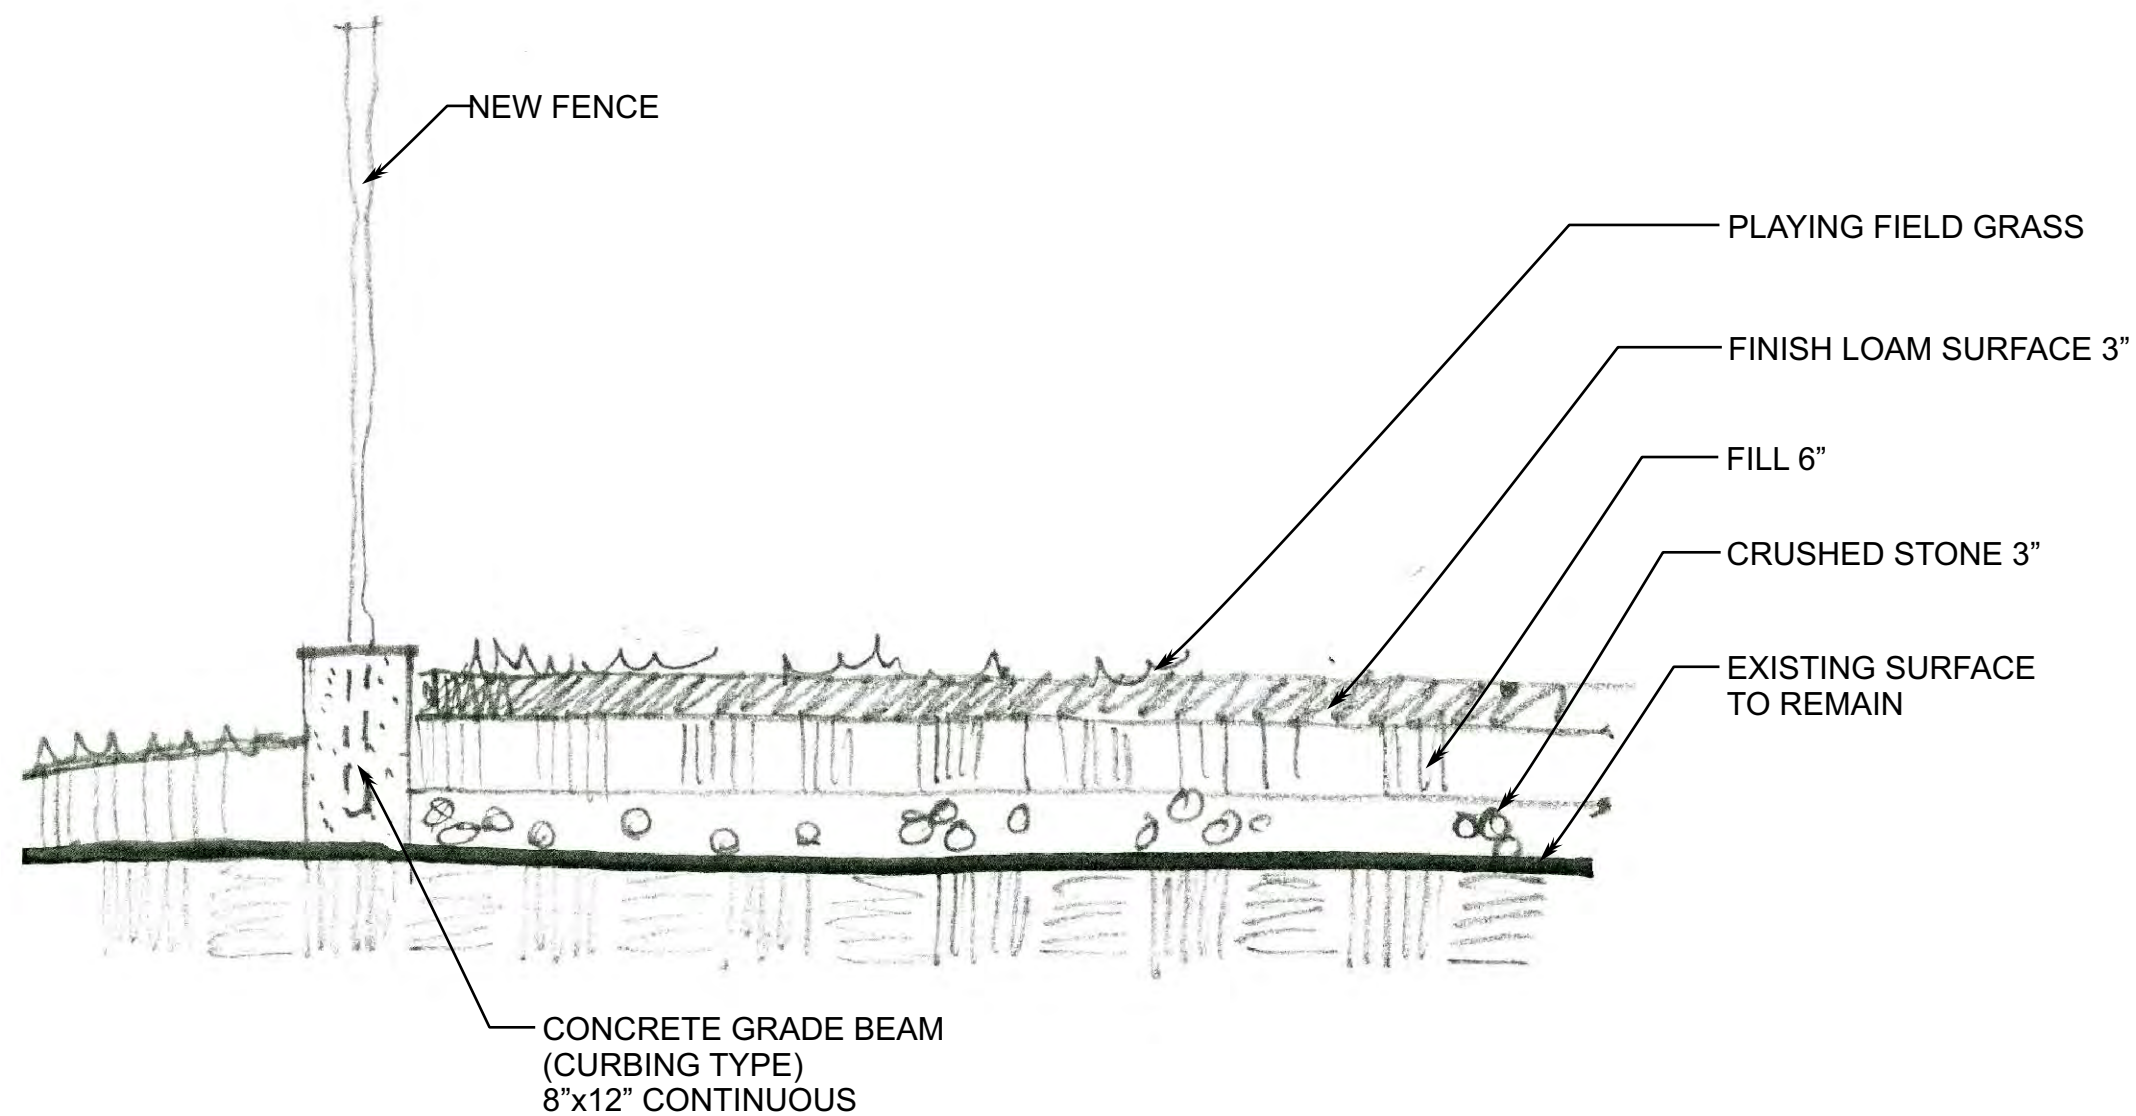 NEW FENCE
PLAYING FIELD GRASS
FINISH LOAM SURFACE 3”
FILL 6”
CRUSHED STONE 3”
EXISTING SURFACE
TO REMAIN
CONCRETE GRADE BEAM
(CURBING TYPE)
8”x12” CONTINUOUS